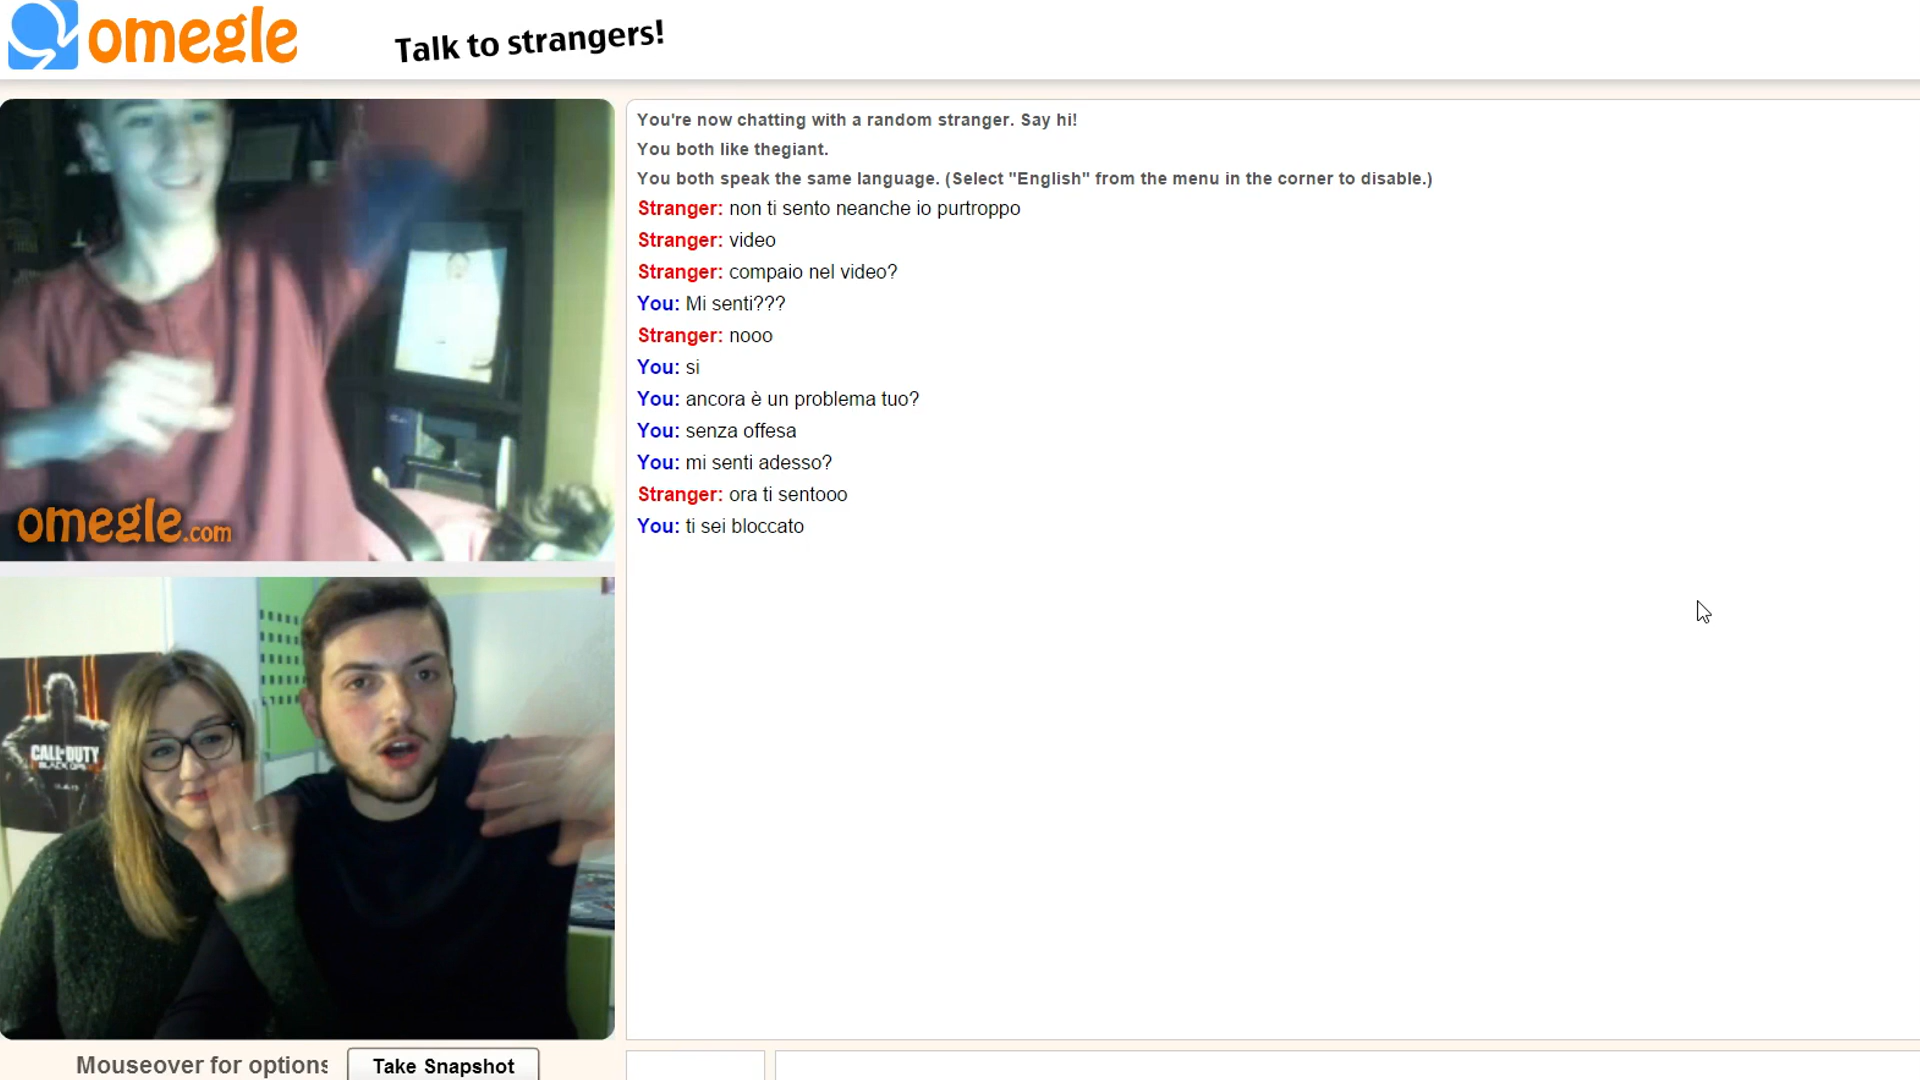 omegle
Talk to strangers!
You're now chatting with a random stranger. Say hi!
You both like thegiant.
You both speak the same language. (Select "English" from the menu in the corner to disable.)
Stranger: non ti sento neanche io purtroppo
Stranger: video
Stranger: compaio nel video?
You: Mi senti???
Stranger: nooo
You: si
You: ancora è un problema tuo?
You: senza offesa
You: mi senti adesso?
Stranger: ora ti sentooo
You: ti sei bloccato
omegle.com
CALL OF DUTY
BLACK OPS
Mouseover for options
Take Snapshot